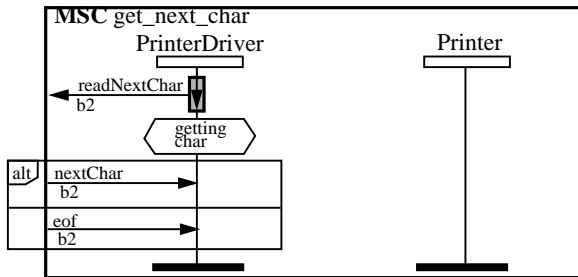 MSC get_next_char
PrinterDriver
Printer
readNextChar
b2
getting
char
alt
nextChar
b2
eof
b2